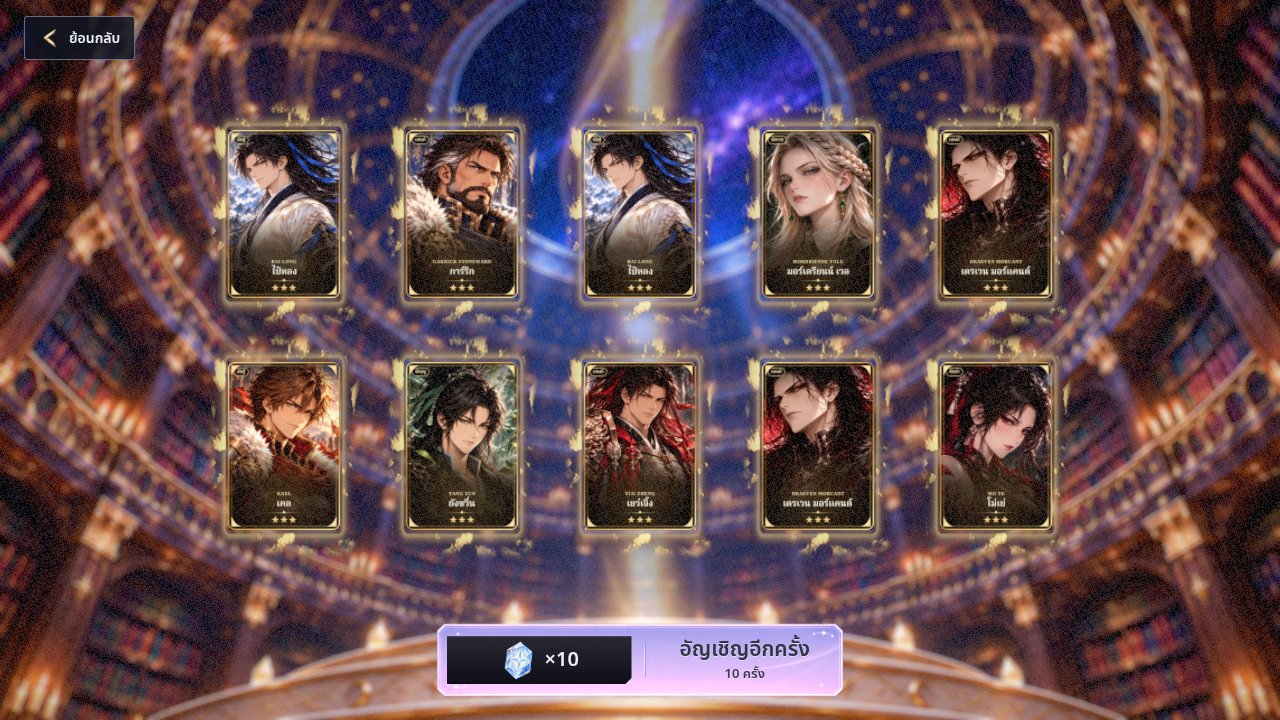 ย้อนกลับ
BAI LONG
ไป๋หลง
GARRICK STONEWARD
การ์ริก
BAI LONG
ไป๋หลง
MORDRIENNE VALE
มอร์เดรียนน์ เวล
DRAEVEN MORCANT
เดรเวน มอร์แคนต์
KAEL
เคล
TANG XUN
ถังซวิ่น
YUE ZHENG
เยว่เจิ้ง
DRAEVEN MORCANT
เดรเวน มอร์แคนต์
MO YE
โม่เย่
×10
อัญเชิญอีกครั้ง
10 ครั้ง